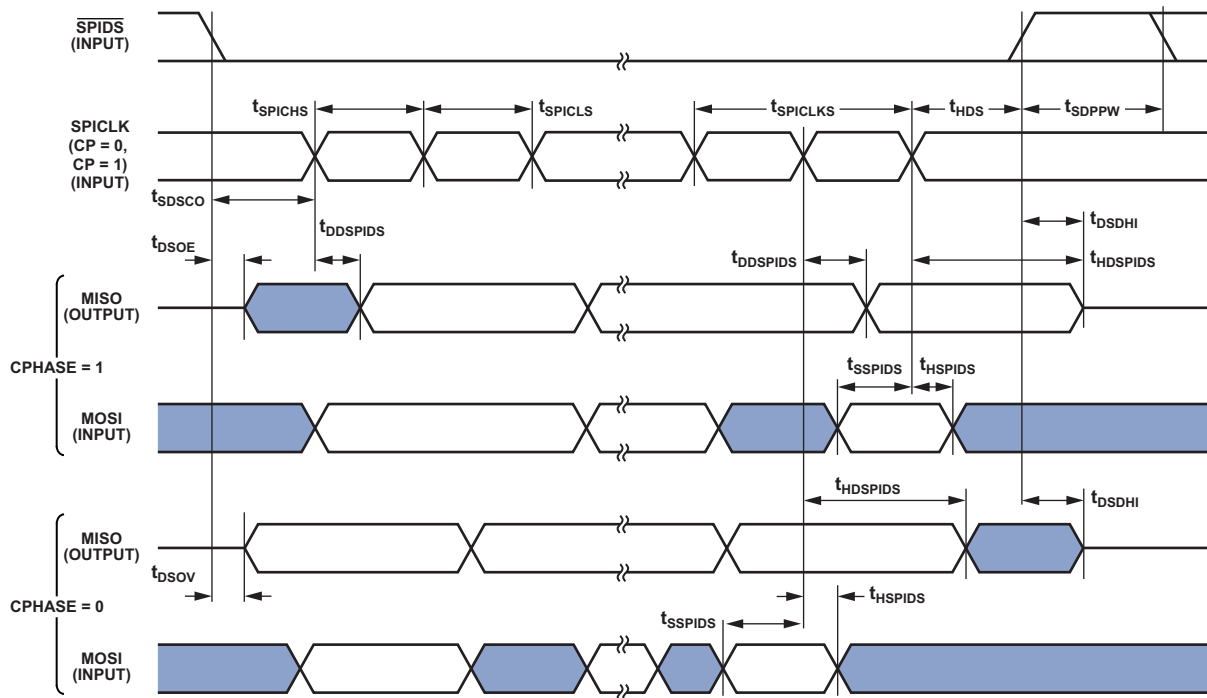 SPIDS
(INPUT)
tSPICHS
tSPICLS
tSPICLKS
tHDS
tSDPPW
SPICLK
(CP = 0,
CP = 1)
(INPUT)
tSDSCO
tDDSPIDS
tDSOE
tDSDHI
tDDSPIDS
tHDSPIDS
MISO
(OUTPUT)
CPHASE = 1
tSSPIDS
tHSPIDS
MOSI
(INPUT)
tHDSPIDS
tDSDHI
MISO
(OUTPUT)
tDSOV
CPHASE = 0
tHSPIDS
tSSPIDS
MOSI
(INPUT)